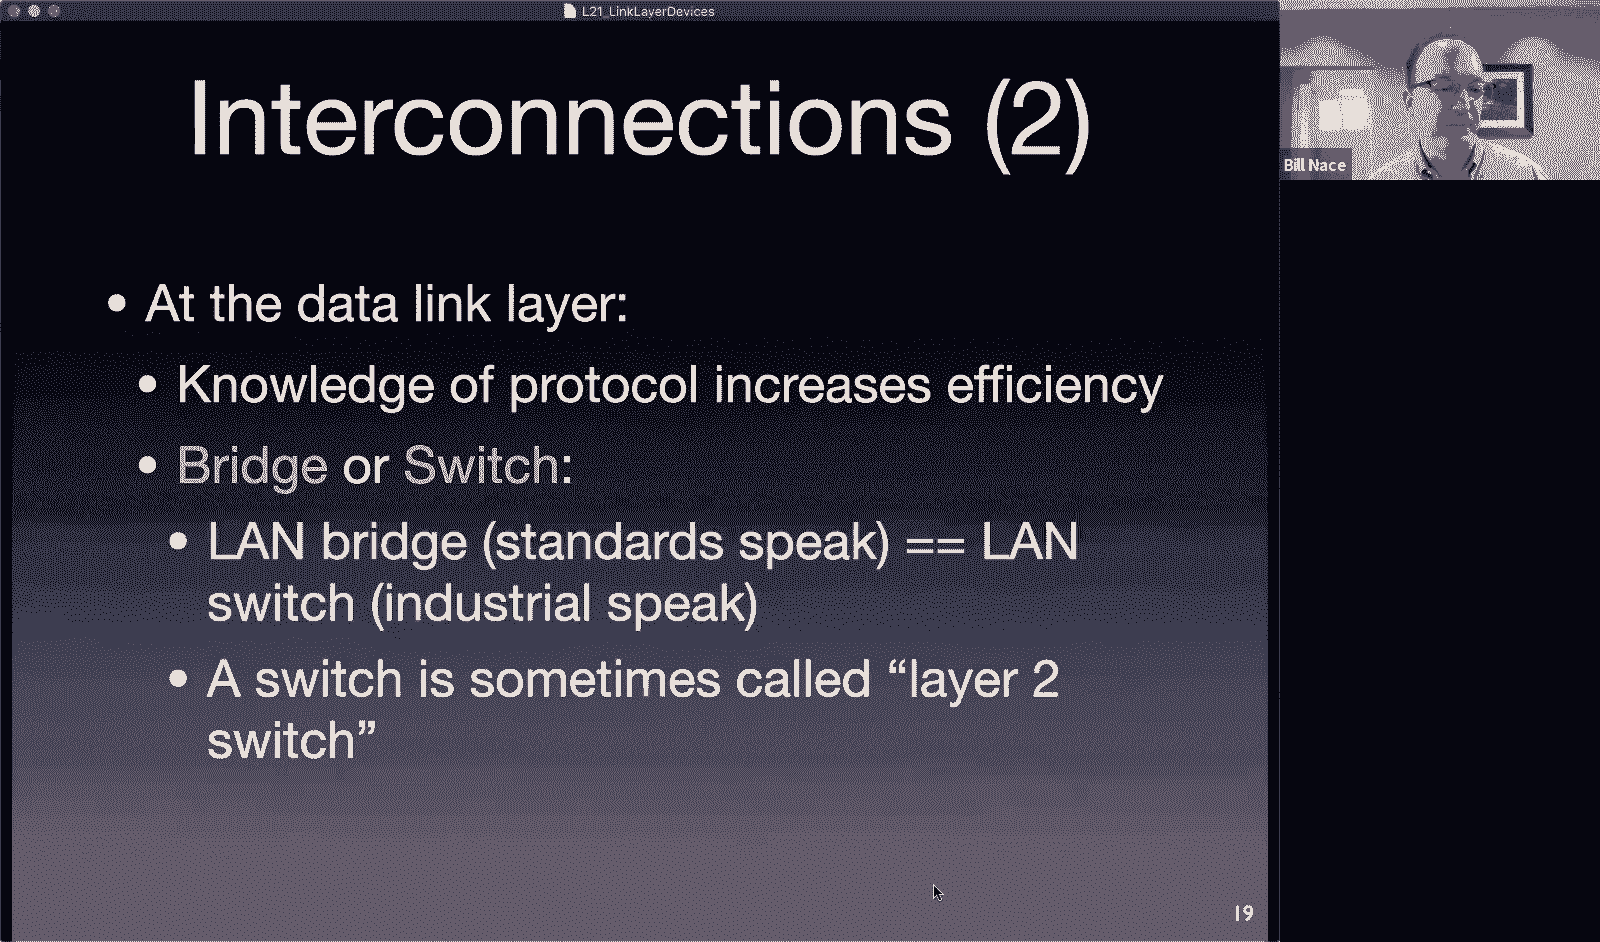 L21_LinkLayerDevices
Interconnections (2)
Bill Nace
• At the data link layer:
• Knowledge of protocol increases efficiency
• Bridge or Switch:
• LAN bridge (standards speak) == LAN
switch (industrial speak)
• A switch is sometimes called “layer 2
switch”
19